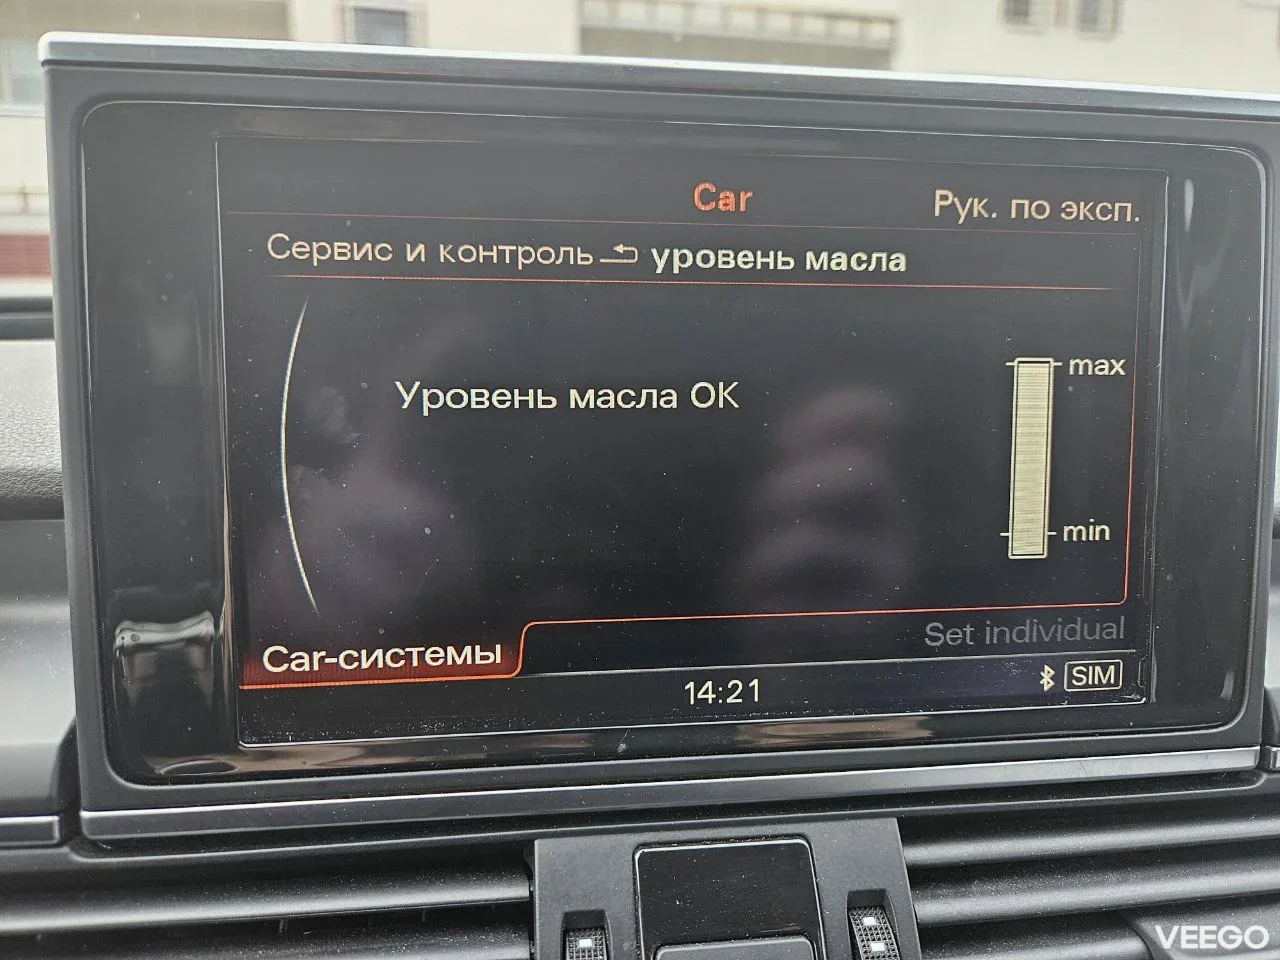 Car
Рук. по эксп.
Сервис и контроль уровень масла
max
Уровень масла OK
min
Set individual
Car-системы
14:21 SIM
VEEGO